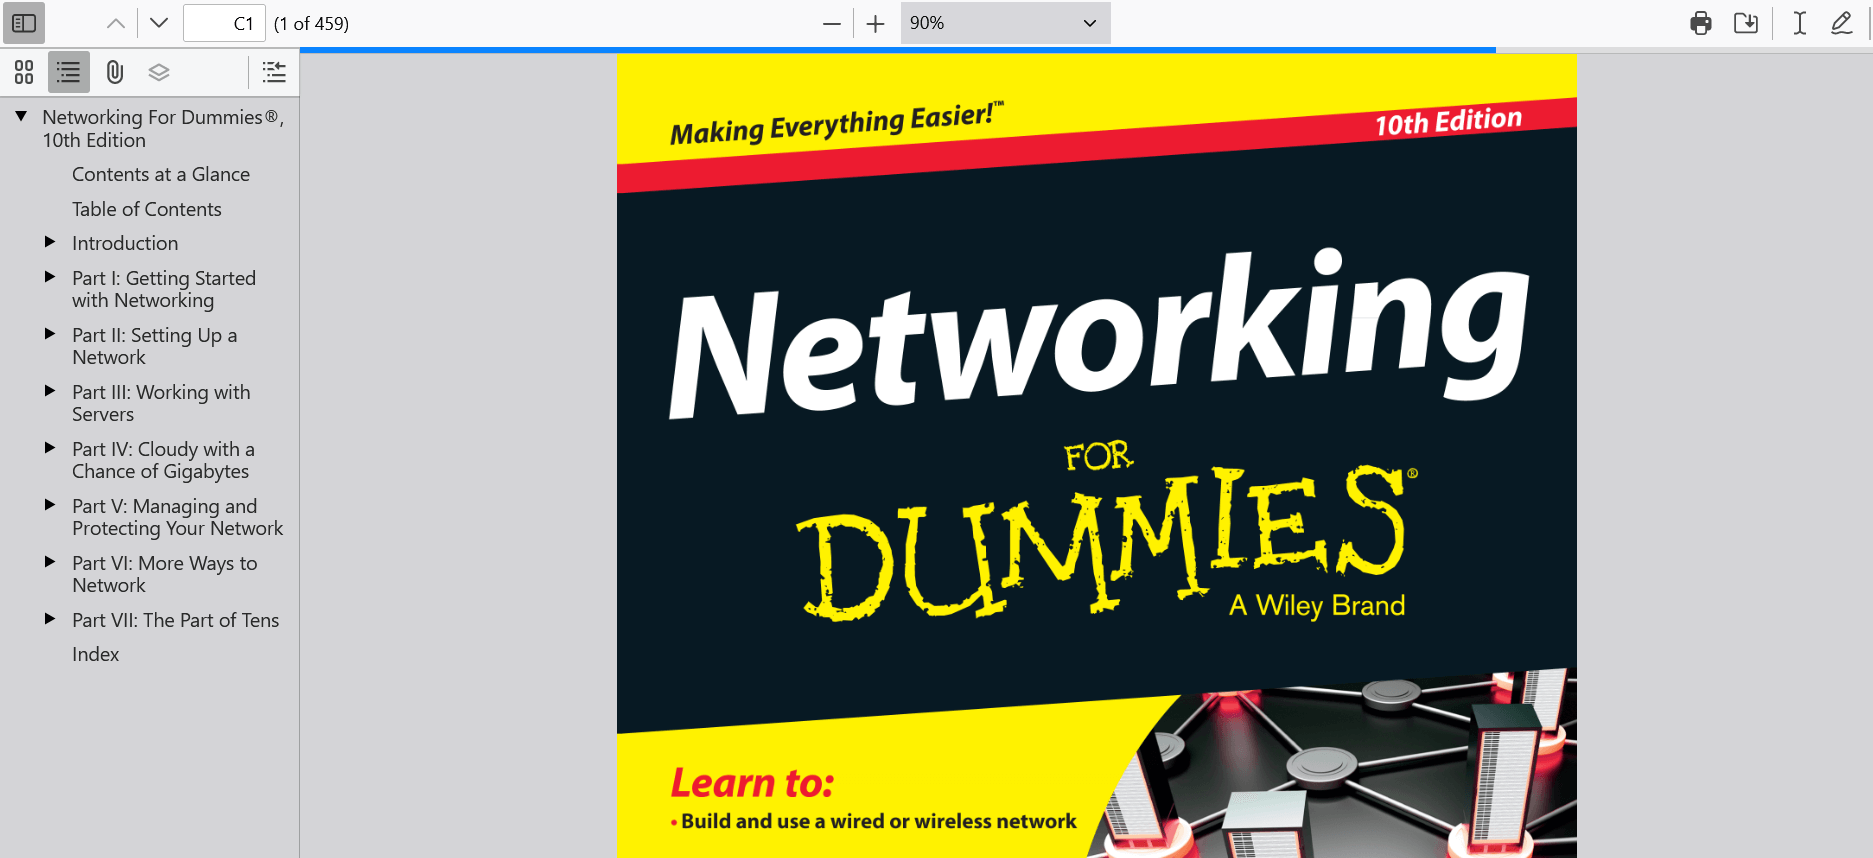 C1 (1 of 459)
90%
Networking For Dummies®,
10th Edition
Contents at a Glance
Table of Contents
Introduction
Part I: Getting Started
with Networking
Part II: Setting Up a
Network
Part III: Working with
Servers
Part IV: Cloudy with a
Chance of Gigabytes
Part V: Managing and
Protecting Your Network
Part VI: More Ways to
Network
Part VII: The Part of Tens
Index
Making Everything Easier!™
10th Edition
Networking
FOR
DUMMIES®
A Wiley Brand
Learn to:
• Build and use a wired or wireless network